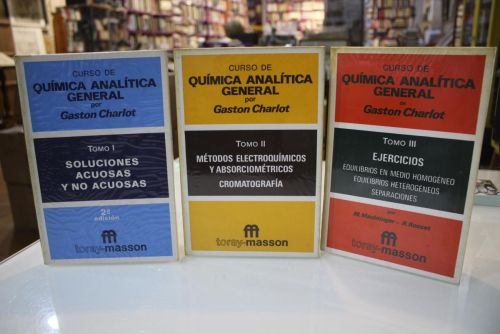 CURSO DE
QUÍMICA ANALÍTICA
GENERAL
por
Gaston Charlot
TOMO I
SOLUCIONES
ACUOSAS
Y NO ACUOSAS
2ª
edición
toray-masson
CURSO DE
QUÍMICA ANALÍTICA
GENERAL
por
Gaston Charlot
TOMO II
MÉTODOS ELECTROQUÍMICOS
Y ABSORCIOMÉTRICOS
CROMATOGRAFÍA
toray-masson
CURSO DE
QUÍMICA ANALÍTICA
GENERAL
de
Gaston Charlot
TOMO III
EJERCICIOS
EQUILIBRIOS EN MEDIO HOMOGÉNEO
EQUILIBRIOS HETEROGÉNEOS
SEPARACIONES
por
toray-masson